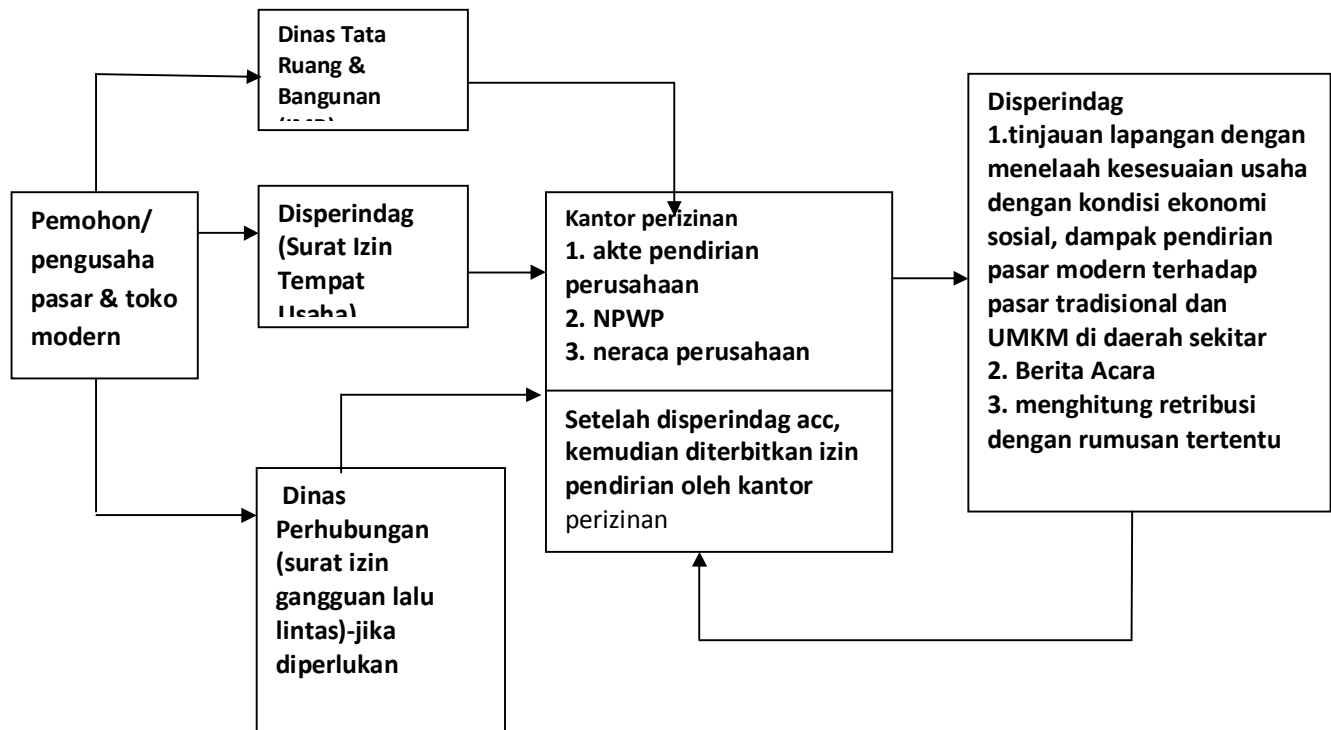 Dinas Tata
Ruang &
Bangunan
Pemohon/
pengusaha
pasar & toko
modern
Disperindag
(Surat Izin
Tempat
Usaha)
Dinas
Perhubungan
(surat izin
gangguan lalu
lintas)-jika
diperlukan
Kantor perizinan
1. akte pendirian
perusahaan
2. NPWP
3. neraca perusahaan
Setelah disperindag acc,
kemudian diterbitkan izin
pendirian oleh kantor
perizinan
Disperindag
1.tinjauan lapangan dengan
menelaah kesesuaian usaha
dengan kondisi ekonomi
sosial, dampak pendirian
pasar modern terhadap
pasar tradisional dan
UMKM di daerah sekitar
2. Berita Acara
3. menghitung retribusi
dengan rumusan tertentu